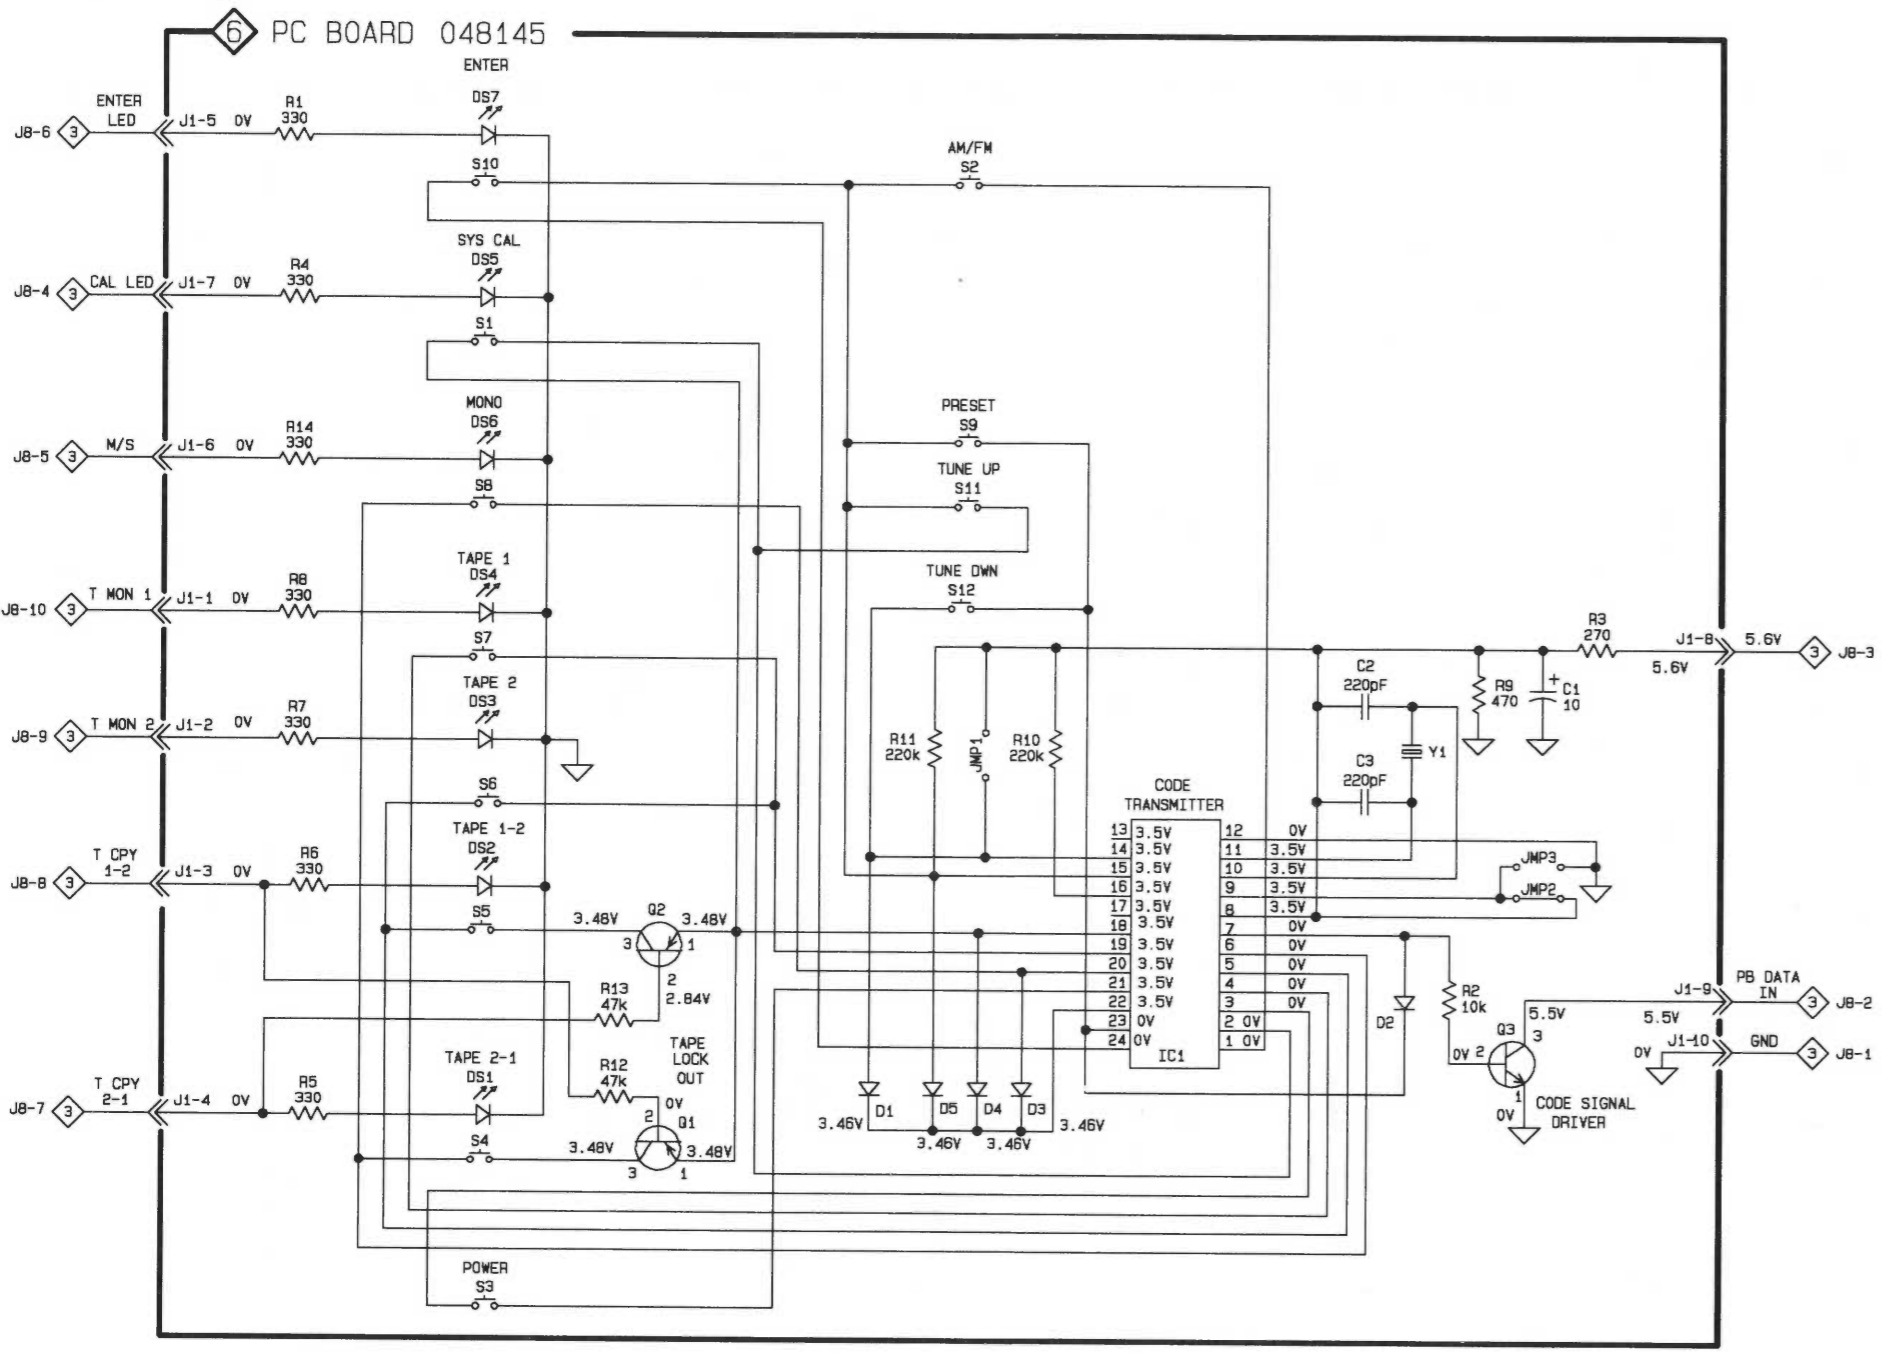 6 PC BOARD 048145
ENTER
DS7
ENTER
LED
J8-6 3 J1-5 0V
R1
330
S10
AM/FM
S2
SYS CAL
DS5
J8-4 3 CAL LED J1-7 0V
R4
330
S1
MONO
DS6
J8-5 3 M/S J1-6 0V
R14
330
S8
PRESET
S9
TUNE UP
S11
TAPE 1
DS4
J8-10 3 T MON 1 J1-1 0V
R8
330
S7
TUNE DWN
S12
TAPE 2
DS3
J8-9 3 T MON 2 J1-2 0V
R7
330
S6
R11
220k
JMP1
R10
220k
C2
220pF
C3
220pF
Y1
R9
470
+
C1
10
R3
270
J1-8 5.6V 3 J8-3
5.6V
TAPE 1-2
DS2
T CPY
1-2
J8-8 3 J1-3 0V
R6
330
S5
3.48V Q2 3.48V
3 1
2
2.84V
R13
47k
TAPE
LOCK
OUT
R12
47k
0V
2 Q1
3.48V 3.48V
3 1
TAPE 2-1
DS1
T CPY
2-1
J8-7 3 J1-4 0V
R5
330
S4
CODE
TRANSMITTER
13 3.5V 12 0V
14 3.5V 11 3.5V
15 3.5V 10 3.5V
16 3.5V 9 3.5V
17 3.5V 8 3.5V
18 3.5V 7 0V
19 3.5V 6 0V
20 3.5V 5 0V
21 3.5V 4 0V
22 3.5V 3 0V
23 0V 2 0V
24 0V 1 0V
IC1
JMP3
JMP2
D1 D5 D4 D3
3.46V 3.46V 3.46V 3.46V
D2
R2
10k
0V 2 Q3 3
1
0V
5.5V
CODE SIGNAL
DRIVER
J1-9 PB DATA
IN
5.5V
3 J8-2
J1-10 GND
0V
3 J8-1
POWER
S3